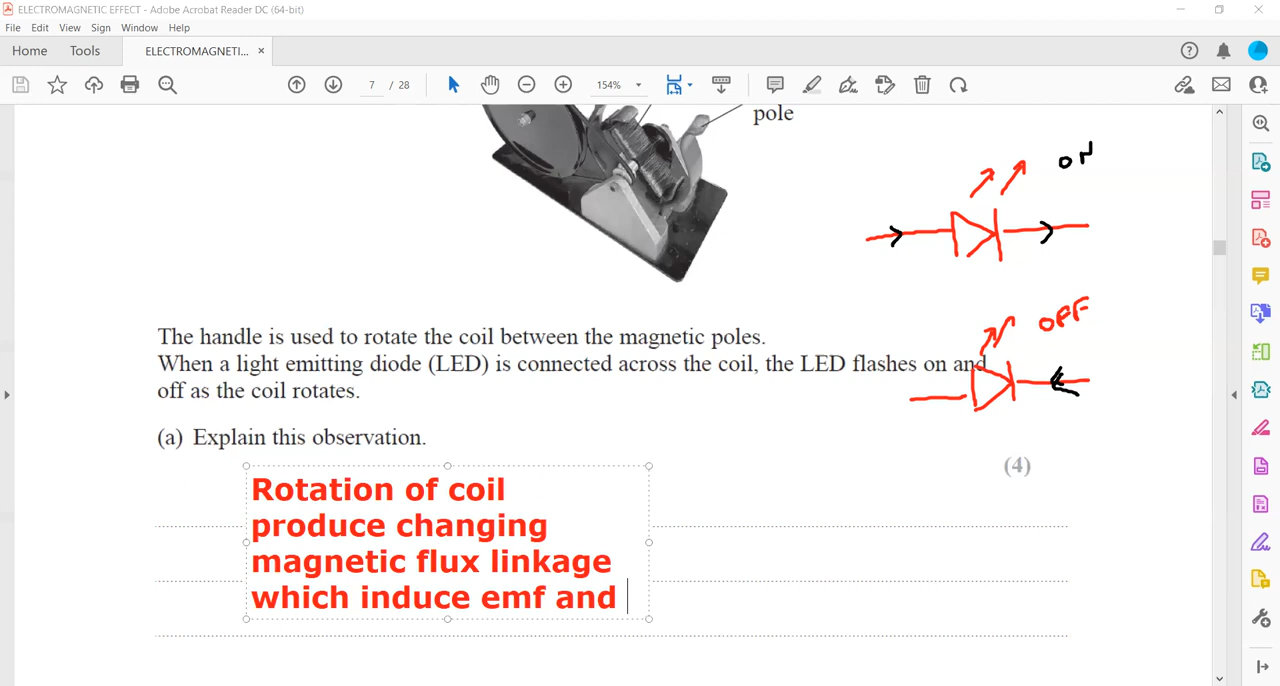 ELECTROMAGNETIC EFFECT - Adobe Acrobat Reader DC (64-bit)
File Edit View Sign Window Help
Home Tools ELECTROMAGNETI... ×
7 / 28 154%
pole
ON
OFF
The handle is used to rotate the coil between the magnetic poles.
When a light emitting diode (LED) is connected across the coil, the LED flashes on and
off as the coil rotates.
(a) Explain this observation.
(4)
Rotation of coil
produce changing
magnetic flux linkage
which induce emf and